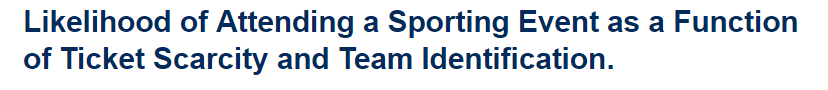 Likelihood of Attending a Sporting Event as a Function
of Ticket Scarcity and Team Identification.